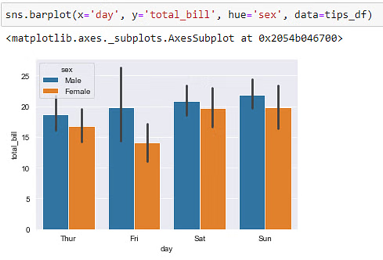 sns.barplot(x='day', y='total_bill', hue='sex', data=tips_df)
<matplotlib.axes._subplots.AxesSubplot at 0x2054b046700>
sex
Male
Female
25
20
15
10
5
0
total_bill
Thur Fri Sat Sun
day